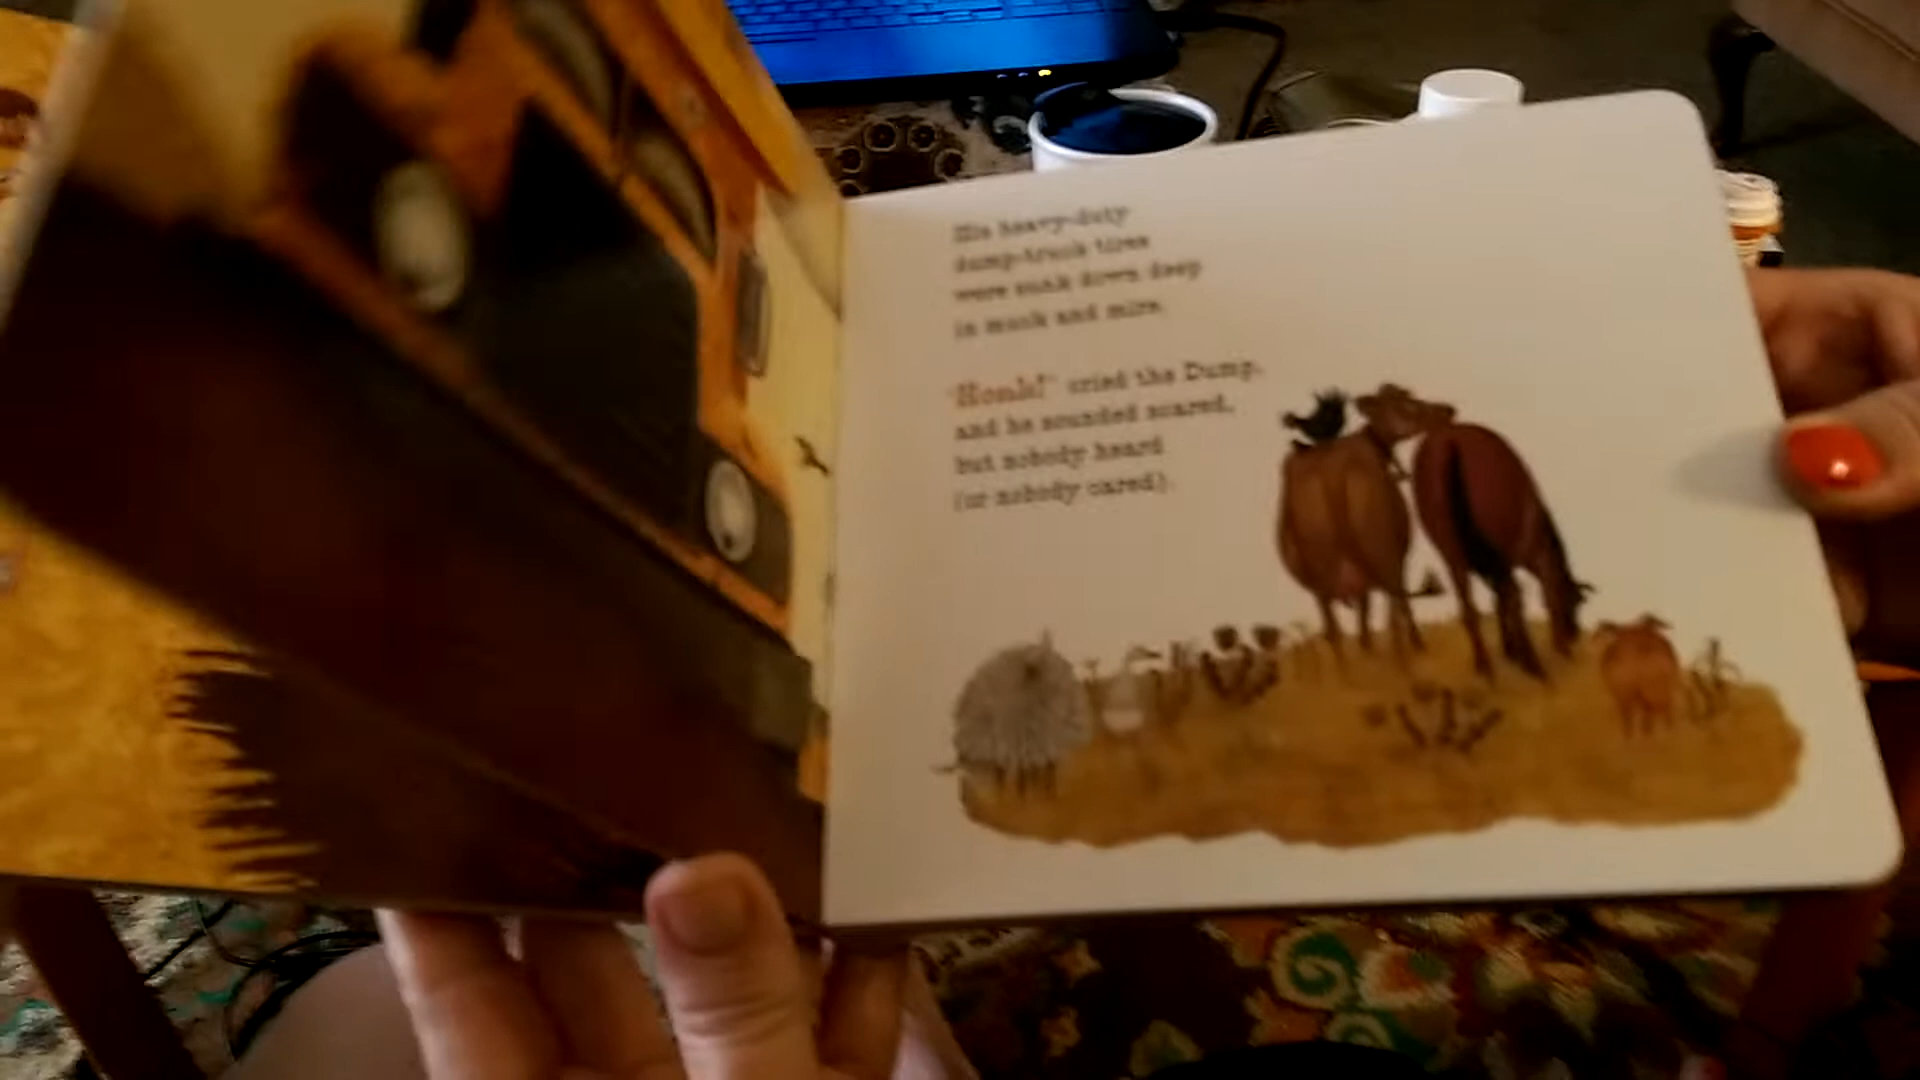 His heavy-duty
dump-truck tires
were sunk down deep
in muck and mire.
"Honk!" cried the Dump,
and he sounded scared,
but nobody heard
(or nobody cared).